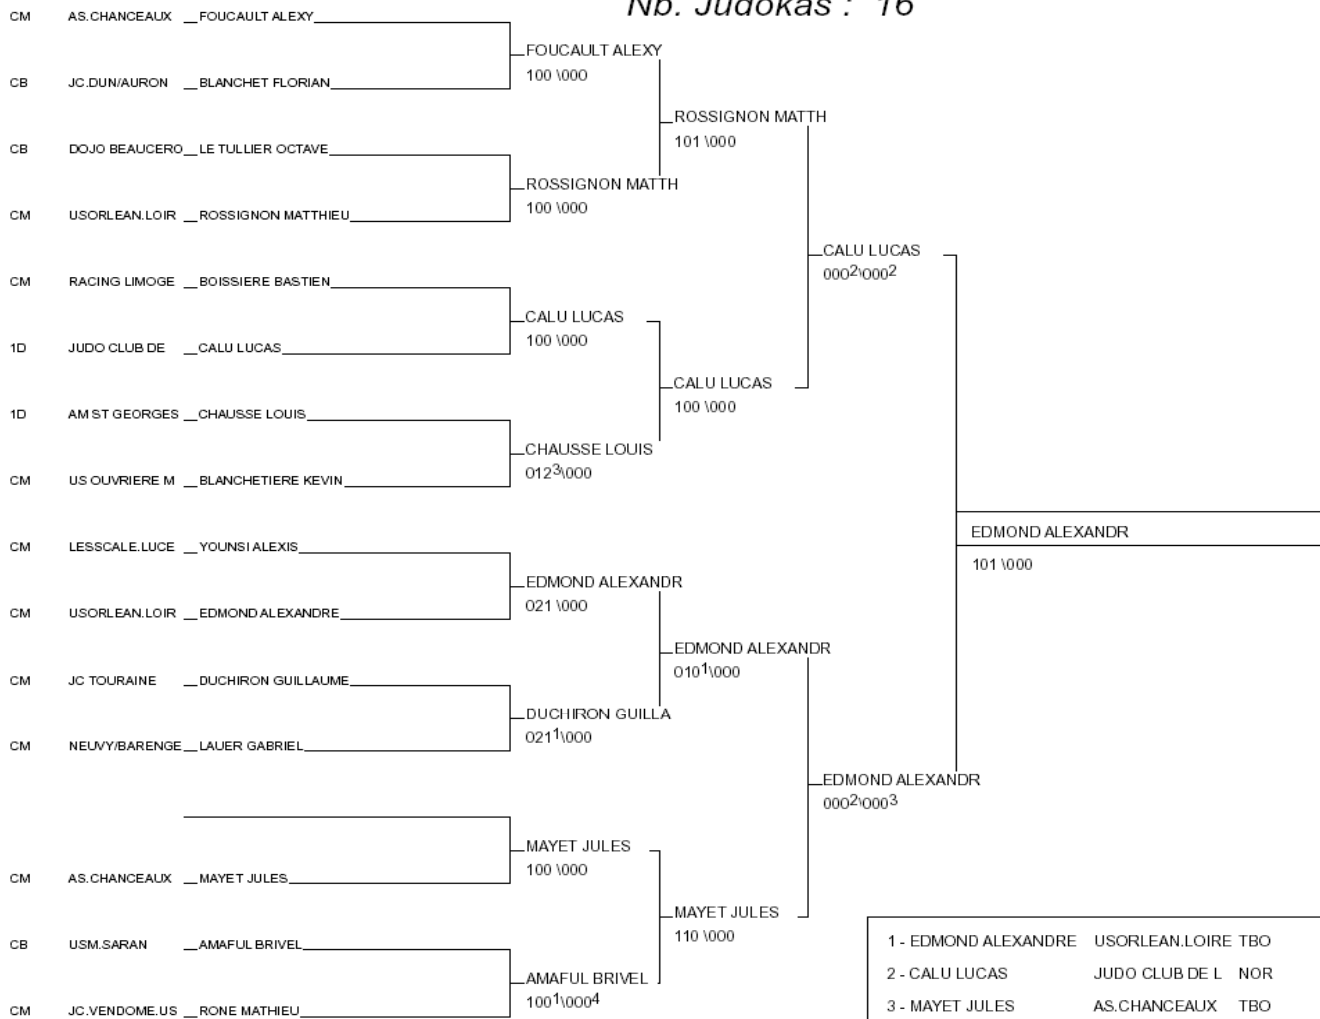 Nb. Judokas : 16
CM AS.CHANCEAUX FOUCAULT ALEXY
FOUCAULT ALEXY
100 \000
CB JC.DUN/AURON BLANCHET FLORIAN
ROSSIGNON MATTH
101 \000
CB DOJO BEAUCERO LE TULLIER OCTAVE
ROSSIGNON MATTH
100 \000
CM USORLEAN.LOIR ROSSIGNON MATTHIEU
CALU LUCAS
000²\000²
CM RACING LIMOGE BOISSIERE BASTIEN
CALU LUCAS
100 \000
1D JUDO CLUB DE CALU LUCAS
CALU LUCAS
100 \000
1D AM ST GEORGES CHAUSSE LOUIS
CHAUSSE LOUIS
012³\000
CM US OUVRIERE M BLANCHETIERE KEVIN
EDMOND ALEXANDR
101 \000
CM LESSCALE.LUCE YOUNSI ALEXIS
EDMOND ALEXANDR
021 \000
CM USORLEAN.LOIR EDMOND ALEXANDRE
EDMOND ALEXANDR
010¹\000
CM JC TOURAINE DUCHIRON GUILLAUME
DUCHIRON GUILLA
021¹\000
CM NEUVY/BARENGE LAUER GABRIEL
EDMOND ALEXANDR
000²\000³
MAYET JULES
100 \000
CM AS.CHANCEAUX MAYET JULES
MAYET JULES
110 \000
CB USM.SARAN AMAFUL BRIVEL
AMAFUL BRIVEL
100¹\000⁴
CM JC.VENDOME.US RONE MATHIEU
1 - EDMOND ALEXANDRE USORLEAN.LOIRE TBO
2 - CALU LUCAS JUDO CLUB DE L NOR
3 - MAYET JULES AS.CHANCEAUX TBO